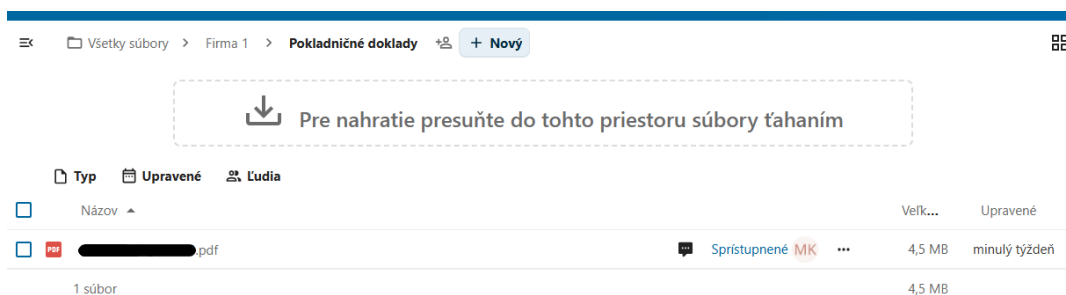 Všetky súbory > Firma 1 > Pokladničné doklady + Nový
Pre nahratie presuňte do tohto priestoru súbory ťahaním
Typ Upravené Ľudia
Názov Veľk... Upravené
PDF .pdf Sprístupnené MK ... 4,5 MB minulý týždeň
1 súbor 4,5 MB